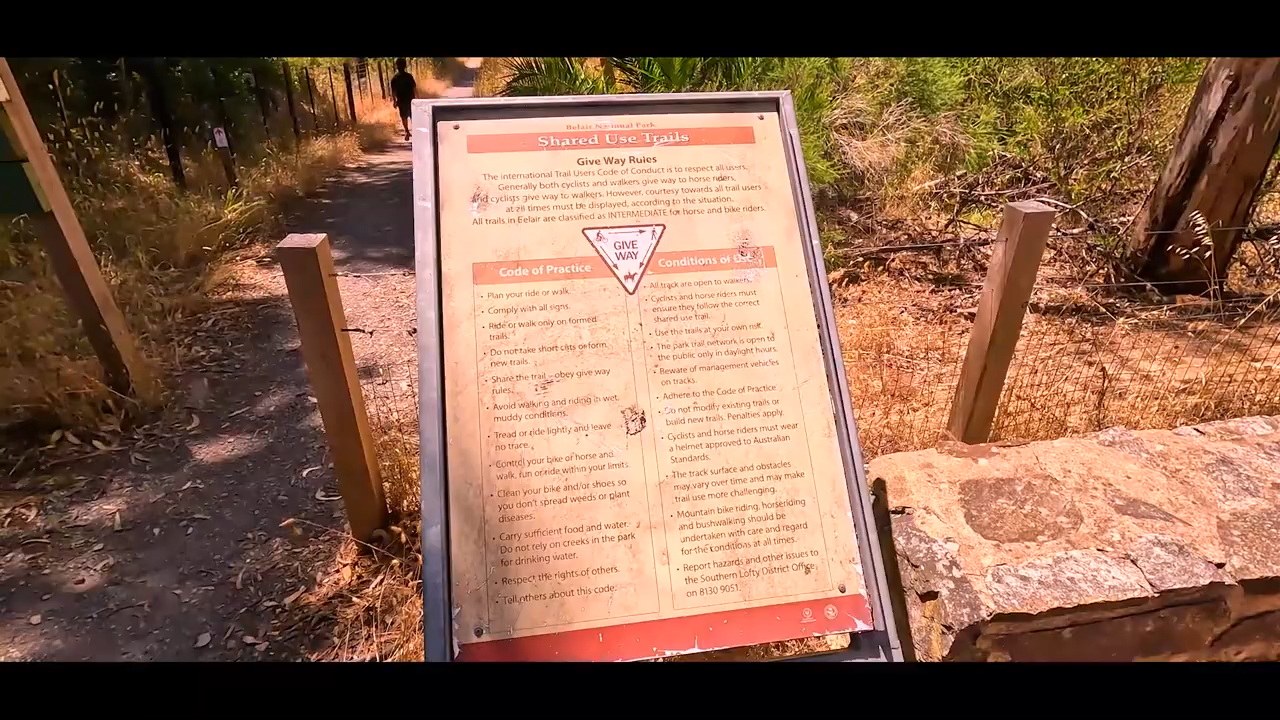 Belair National Park
Shared Use Trails
Give Way Rules
The International Trail Users Code of Conduct is to respect all users.
Generally both cyclists and walkers give way to horse riders,
and cyclists give way to walkers. However, courtesy towards all trail users
at all times must be displayed, according to the situation.
All trails in Belair are classified as INTERMEDIATE for horse and bike riders.
GIVE
WAY
Code of Practice
• Plan your ride or walk.
• Comply with all signs.
• Ride or walk only on formed
trails.
• Do not take short cuts or form
new trails.
• Share the trail – obey give way
rules.
• Avoid walking and riding in wet,
muddy conditions.
• Tread or ride lightly and leave
no trace.
• Control your bike or horse and
walk, run or ride within your limits.
• Clean your bike and/or shoes so
you don't spread weeds or plant
diseases.
• Carry sufficient food and water.
Do not rely on creeks in the park
for drinking water.
• Respect the rights of others.
• Tell others about this code.
Conditions of Use
• All track are open to walkers.
• Cyclists and horse riders must
ensure they follow the correct
shared use trail.
• Use the trails at your own risk.
• The park trail network is open to
the public only in daylight hours.
• Beware of management vehicles
on tracks.
• Adhere to the Code of Practice
• Do not modify existing trails or
build new trails. Penalties apply.
• Cyclists and horse riders must wear
a helmet approved to Australian
Standards.
• The track surface and obstacles
may vary over time and may make
trail use more challenging.
• Mountain bike riding, horseriding
and bushwalking should be
undertaken with care and regard
for the conditions at all times.
• Report hazards and other issues to
the Southern Lofty District Office,
on 8130 9051.